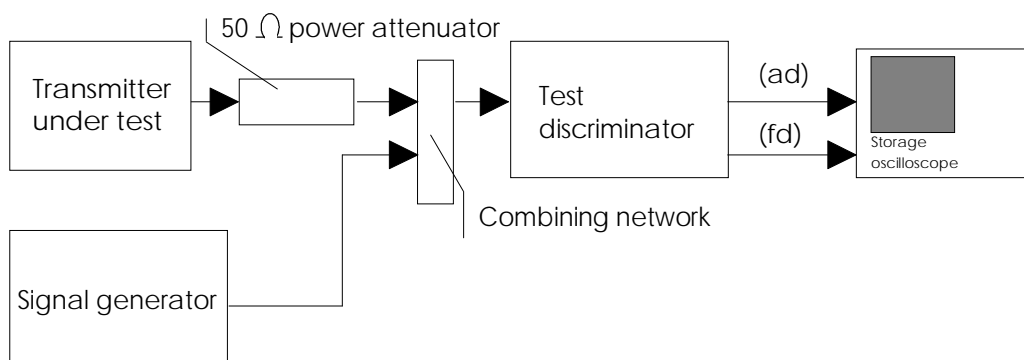 50 Ω power attenuator
Transmitter
under test
Test
discriminator
(ad)
(fd)
Storage
oscilloscope
Combining network
Signal generator